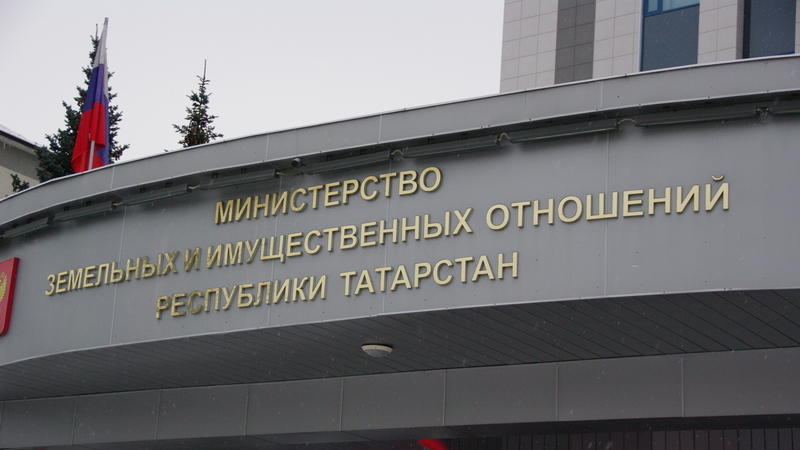 МИНИСТЕРСТВО
ЗЕМЕЛЬНЫХ И ИМУЩЕСТВЕННЫХ ОТНОШЕНИЙ
РЕСПУБЛИКИ ТАТАРСТАН